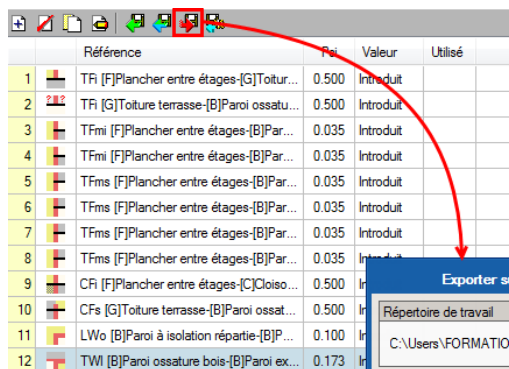 Référence Psi Valeur Utilisé
1 TFi [F]Plancher entre étages-[G]Toitur... 0.500 Introduit
2 ?!? TFi [G]Toiture terrasse-[B]Paroi ossatu... 0.500 Introduit
3 TFmi [F]Plancher entre étages-[B]Par... 0.035 Introduit
4 TFmi [F]Plancher entre étages-[B]Par... 0.035 Introduit
5 TFms [F]Plancher entre étages-[B]Par... 0.035 Introduit
6 TFms [F]Plancher entre étages-[B]Par... 0.035 Introduit
7 TFms [F]Plancher entre étages-[B]Par... 0.035 Introduit
8 TFms [F]Plancher entre étages-[B]Par... 0.035 Introduit
9 CFi [F]Plancher entre étages-[C]Cloiso... 0.500 In
Exporter s
10 CFs [G]Toiture terrasse-[B]Paroi ossat... 0.500 In
Répertoire de travail
11 LWo [B]Paroi à isolation répartie-[B]P... 0.100 In
C:\Users\FORMATIO
12 TWI [B]Paroi ossature bois-[B]Paroi ex... 0.173 In